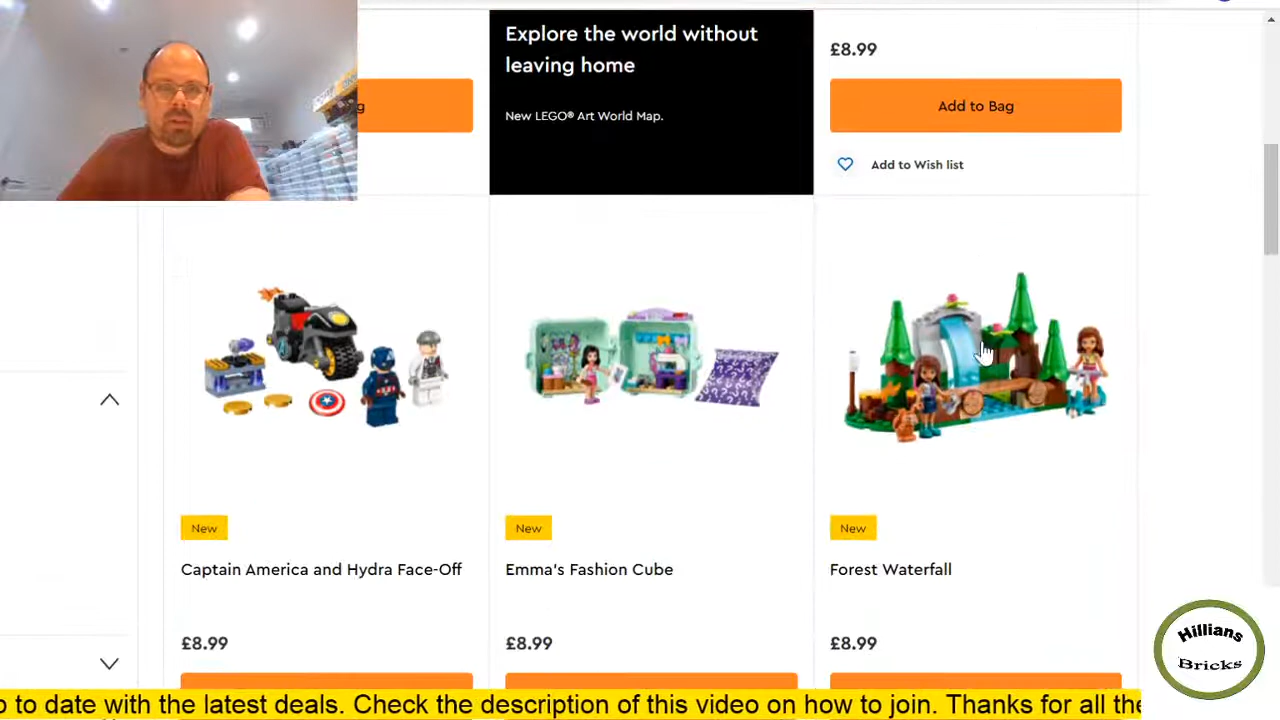 Explore the world without
leaving home
New LEGO® Art World Map.
£8.99
g
Add to Bag
Add to Wish list
New
New
New
Captain America and Hydra Face-Off
Emma's Fashion Cube
Forest Waterfall
£8.99
£8.99
£8.99
Hillians
Bricks
o to date with the latest deals. Check the description of this video on how to join. Thanks for all the